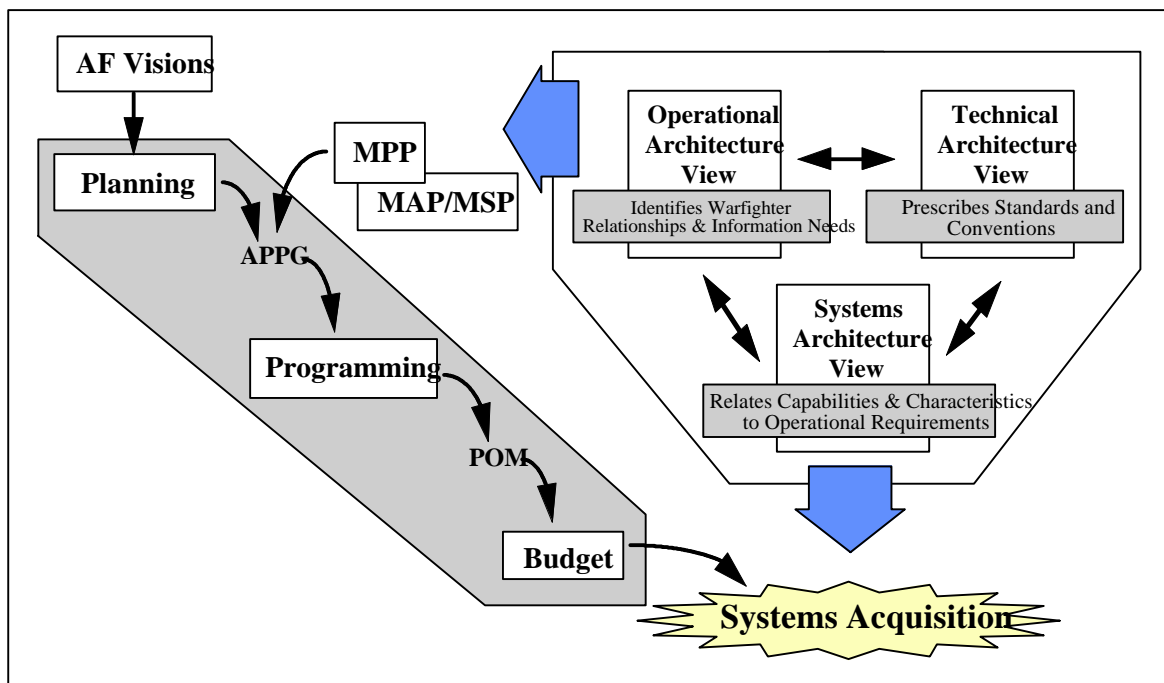 AF Visions
Planning
MPP
MAP/MSP
APPG
Programming
POM
Budget
Operational
Architecture
View
Identifies Warfighter
Relationships & Information Needs
Technical
Architecture
View
Prescribes Standards and
Conventions
Systems
Architecture
View
Relates Capabilities & Characteristics
to Operational Requirements
Systems Acquisition